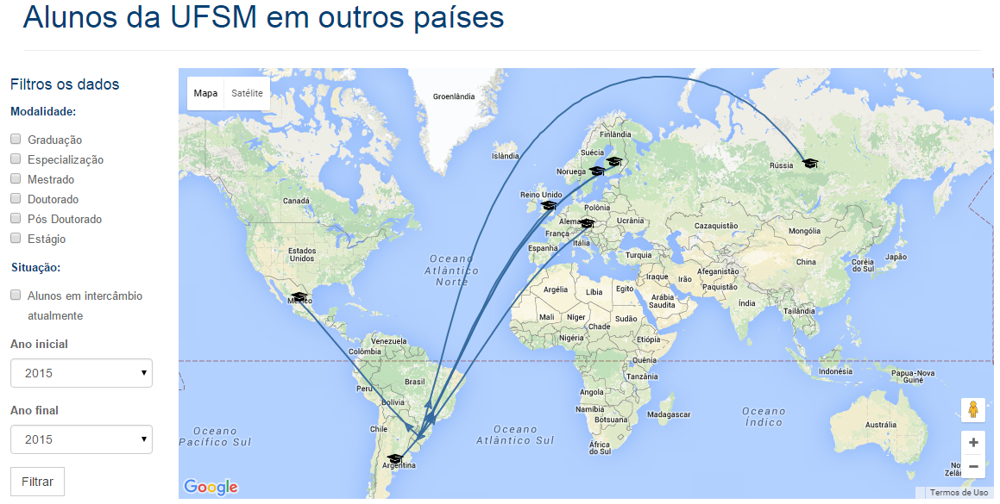 Alunos da UFSM em outros países
Filtros os dados
Modalidade:
Graduação
Especialização
Mestrado
Doutorado
Pós Doutorado
Estágio
Situação:
Alunos em intercâmbio
atualmente
Ano inicial
2015
Ano final
2015
Filtrar
Mapa
Satélite
Groenlândia
Islândia
Finlândia
Suécia
Noruega
Rússia
Reino Unido
Canadá
Polônia
Alema
Ucrânia
França
Cazaquistão
Mongólia
Itália
Espanha
Estados
Unidos
Oceano
Atlântico
Norte
Turquia
China
Coréia
do Sul
Japão
Afeganistão
Iraque
Irã
Paquistão
Argélia
Líbia
Egito
Arábia
Saudita
México
Índia
Tailândia
Mali
Níger
Chade
Sudão
Nigéria
Etiópia
Venezuela
Colômbia
Quênia
Indonésia
Papua-Nova
Guiné
Tanzânia
Peru
Brasil
Bolívia
Angola
Namíbia
Botsuana
Madagascar
Oceano
Índico
Austrália
Chile
Oceano
Pacífico Sul
Oceano
Atlântico Sul
África
do Sul
Argentina
Nov
Zelân
Google
Termos de Uso